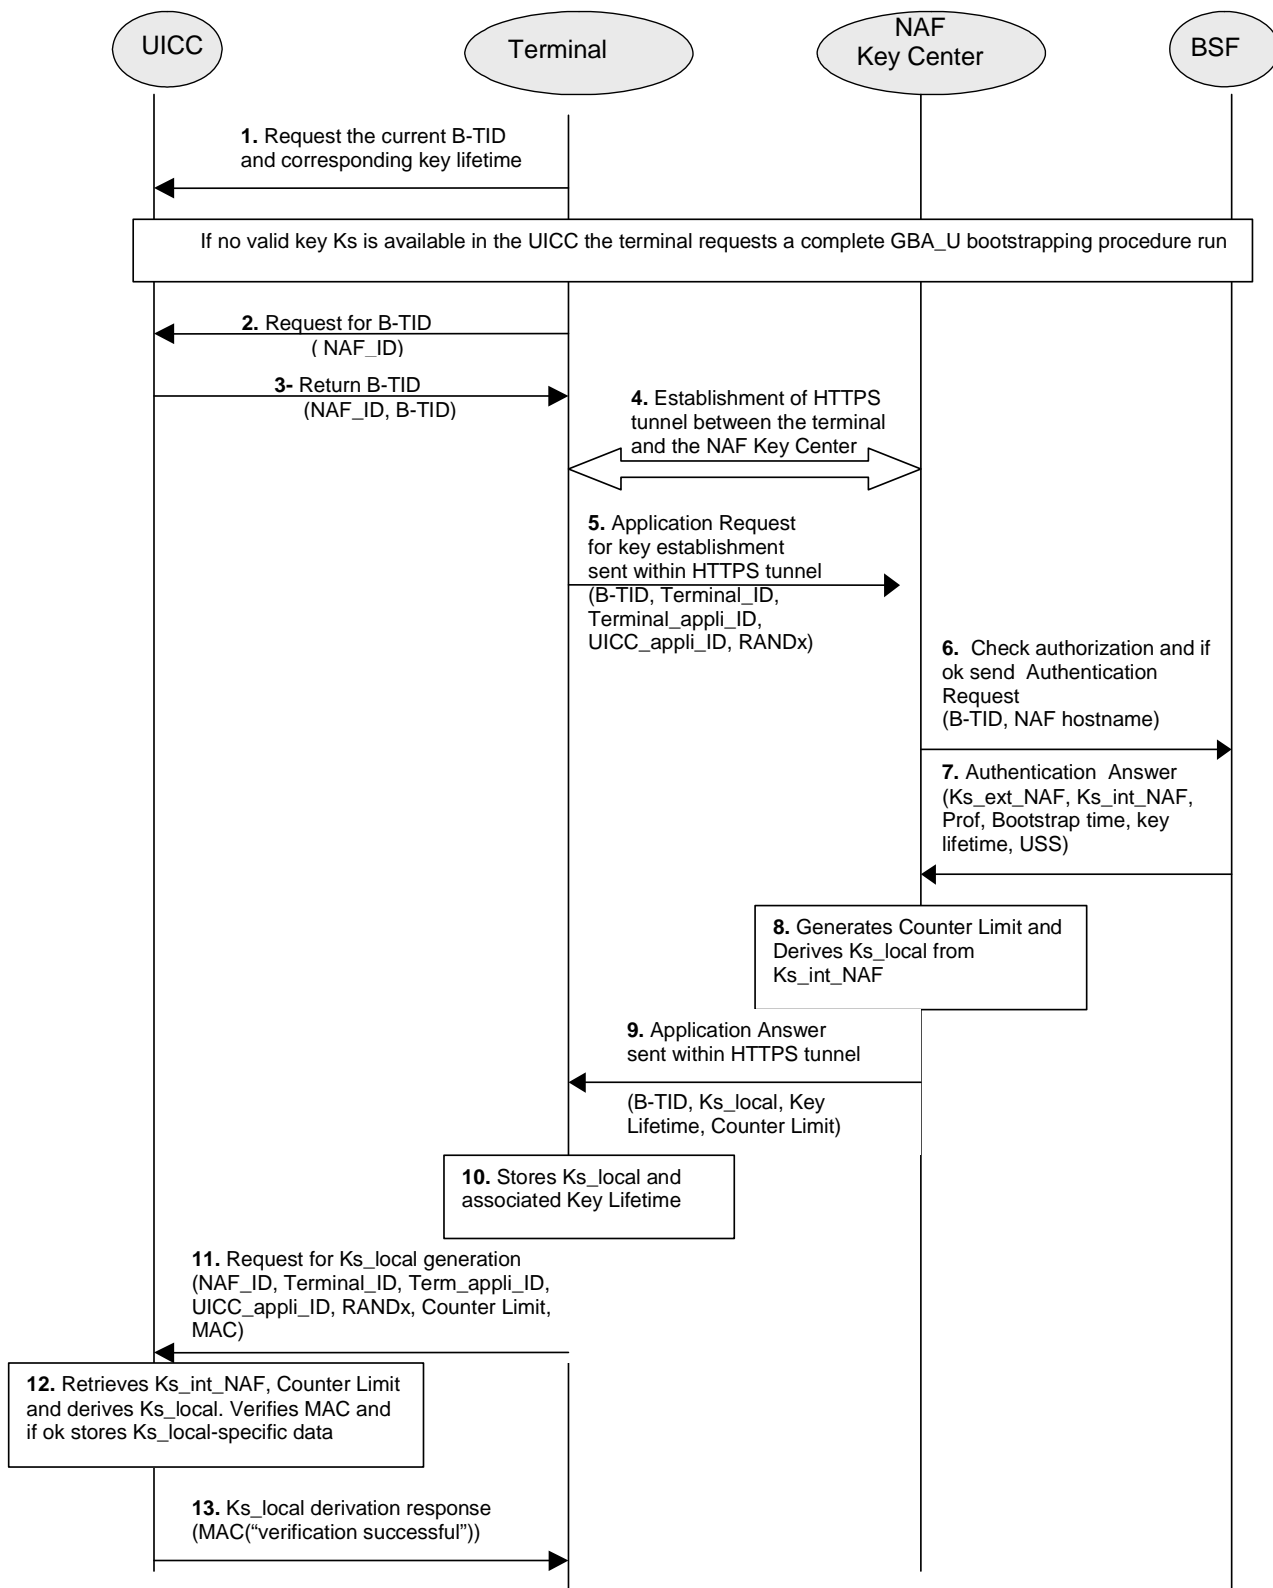 UICC
Terminal
NAF
Key Center
BSF
1. Request the current B-TID
and corresponding key lifetime
If no valid key Ks is available in the UICC the terminal requests a complete GBA_U bootstrapping procedure run
2. Request for B-TID
( NAF_ID)
3- Return B-TID
(NAF_ID, B-TID)
4. Establishment of HTTPS
tunnel between the terminal
and the NAF Key Center
5. Application Request
for key establishment
sent within HTTPS tunnel
(B-TID, Terminal_ID,
Terminal_appli_ID,
UICC_appli_ID, RANDx)
6. Check authorization and if
ok send Authentication
Request
(B-TID, NAF hostname)
7. Authentication Answer
(Ks_ext_NAF, Ks_int_NAF,
Prof, Bootstrap time, key
lifetime, USS)
8. Generates Counter Limit and
Derives Ks_local from
Ks_int_NAF
9. Application Answer
sent within HTTPS tunnel
(B-TID, Ks_local, Key
Lifetime, Counter Limit)
10. Stores Ks_local and
associated Key Lifetime
11. Request for Ks_local generation
(NAF_ID, Terminal_ID, Term_appli_ID,
UICC_appli_ID, RANDx, Counter Limit,
MAC)
12. Retrieves Ks_int_NAF, Counter Limit
and derives Ks_local. Verifies MAC and
if ok stores Ks_local-specific data
13. Ks_local derivation response
(MAC(“verification successful”))